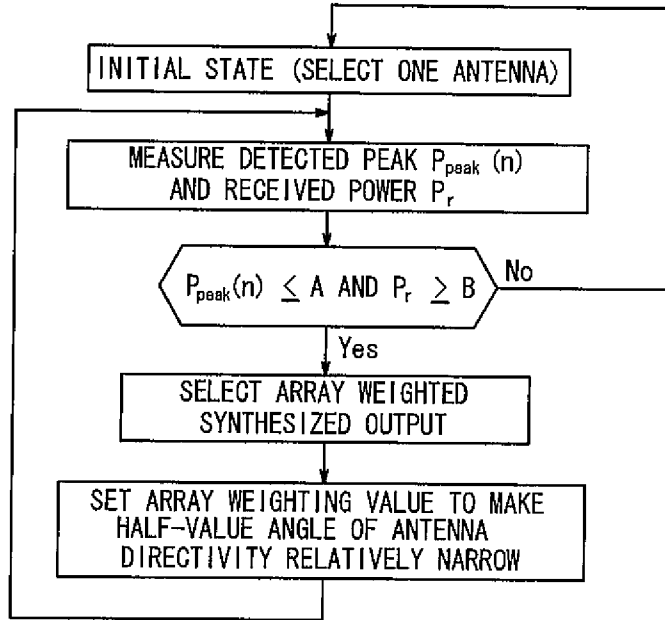 INITIAL STATE (SELECT ONE ANTENNA)
MEASURE DETECTED PEAK Ppeak (n)
AND RECEIVED POWER Pr
Ppeak(n) ≤ A AND Pr ≥ B
No
Yes
SELECT ARRAY WEIGHTED
SYNTHESIZED OUTPUT
SET ARRAY WEIGHTING VALUE TO MAKE
HALF-VALUE ANGLE OF ANTENNA
DIRECTIVITY RELATIVELY NARROW